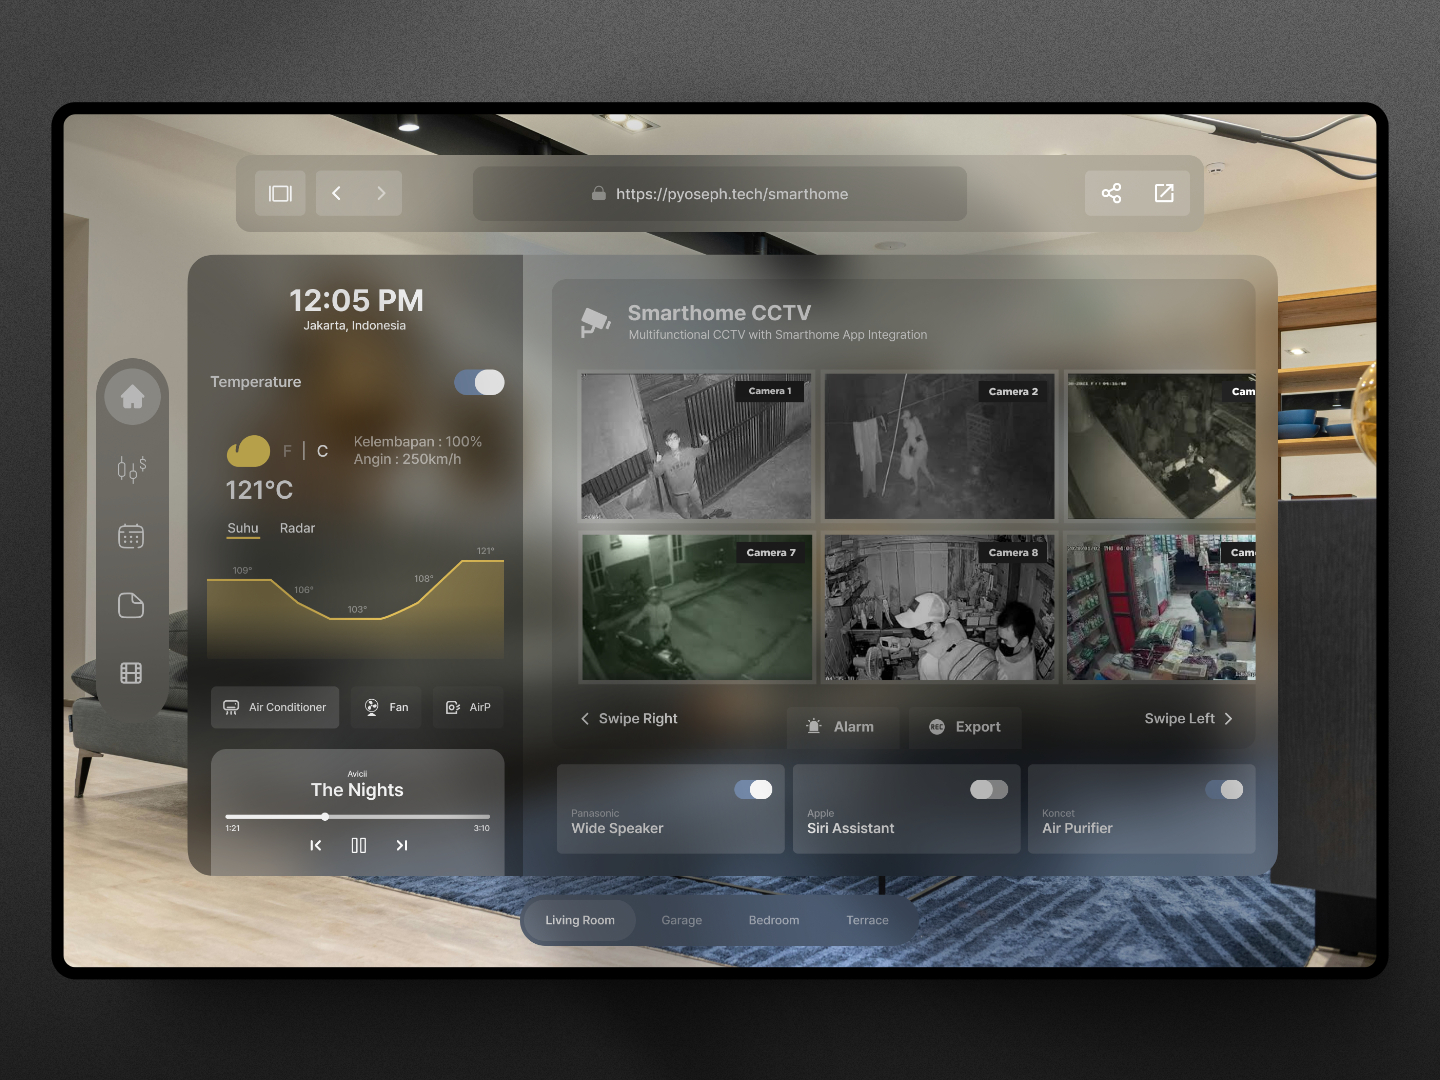 https://pyoseph.tech/smarthome
12:05 PM
Jakarta, Indonesia
Temperature
F | C
Kelembapan : 100%
Angin : 250km/h
121°C
Suhu
Radar
109°
106°
103°
108°
121°
Air Conditioner
Fan
AirP
Avicii
The Nights
1:21
3:10
Smarthome CCTV
Multifunctional CCTV with Smarthome App Integration
Camera 1
Camera 2
Cam
Camera 7
Camera 8
Cam
Swipe Right
Alarm
REC
Export
Swipe Left
Panasonic
Wide Speaker
Apple
Siri Assistant
Koncet
Air Purifier
Living Room
Garage
Bedroom
Terrace